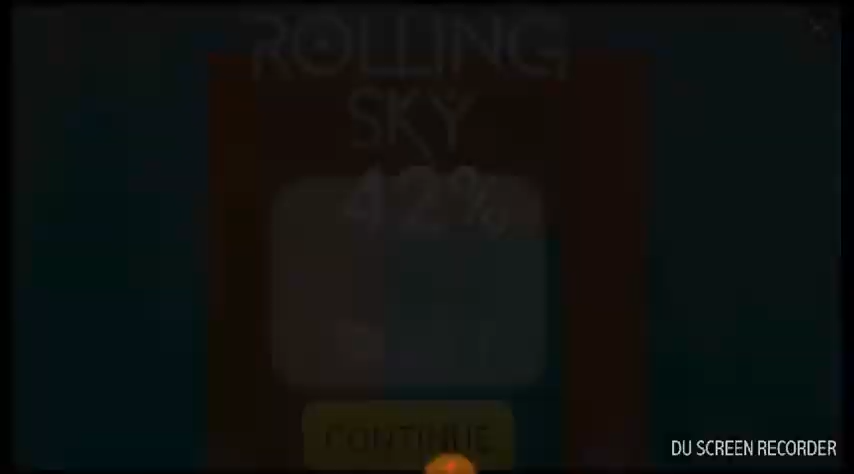 ROLLING
SKY
42%
CONTINUE
DU SCREEN RECORDER